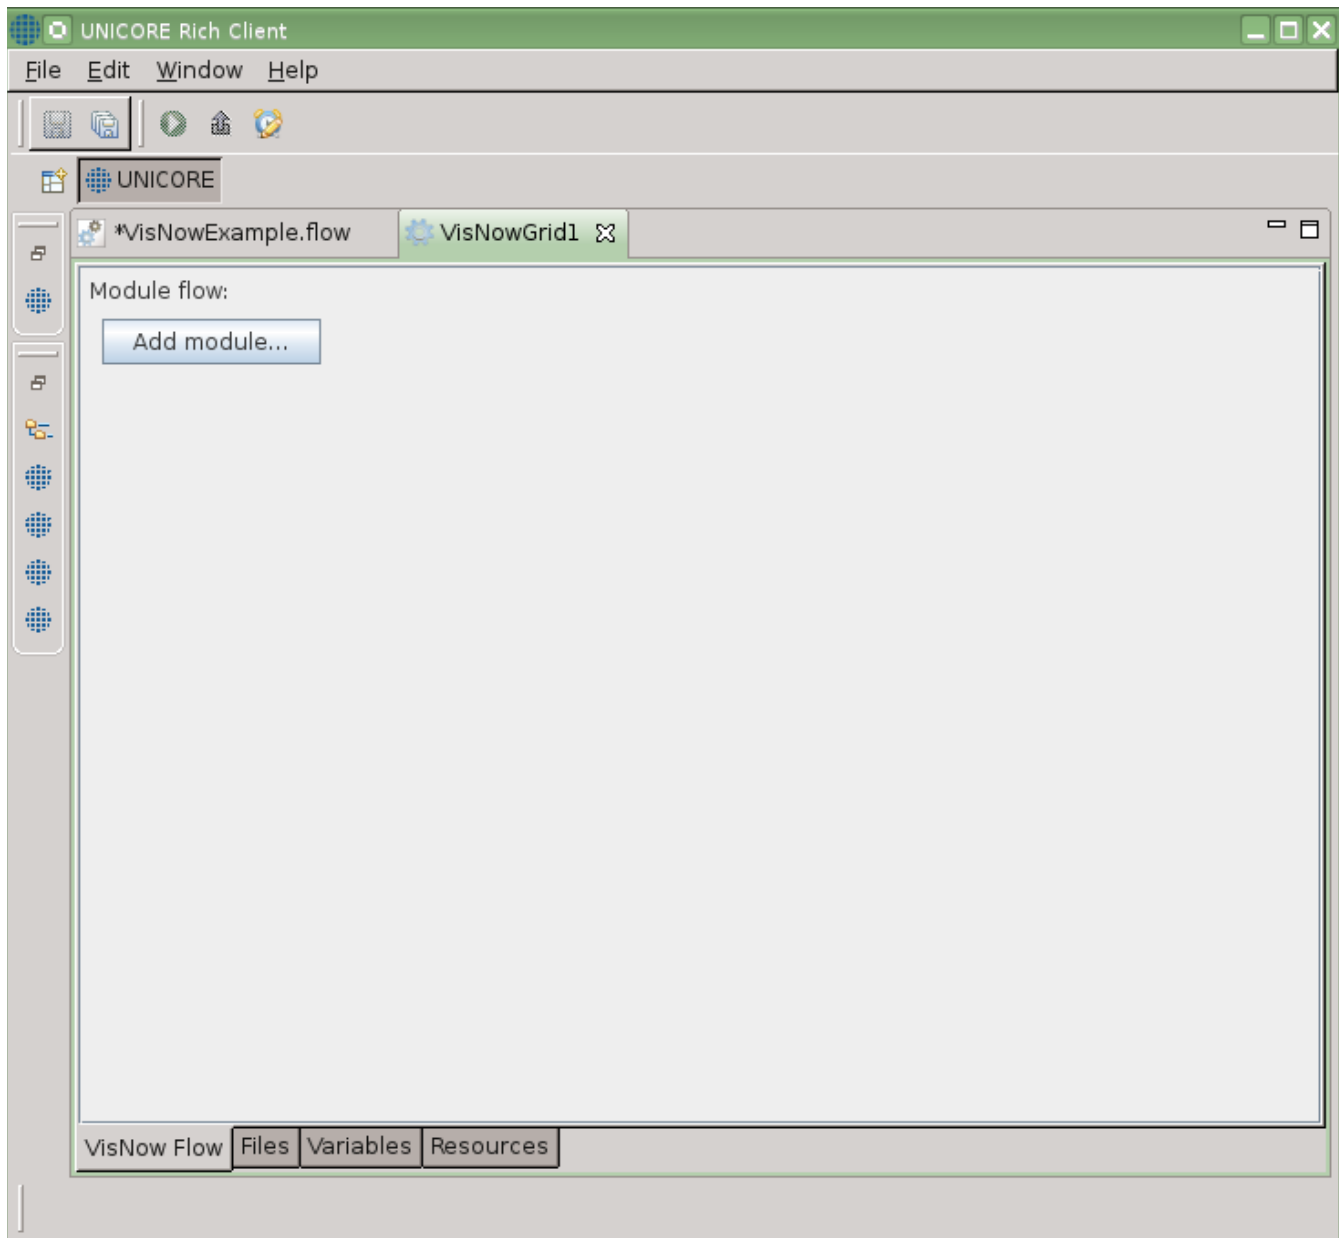 UNICORE Rich Client
File Edit Window Help
UNICORE
*VisNowExample.flow VisNowGrid1
Module flow:
Add module...
VisNow Flow Files Variables Resources